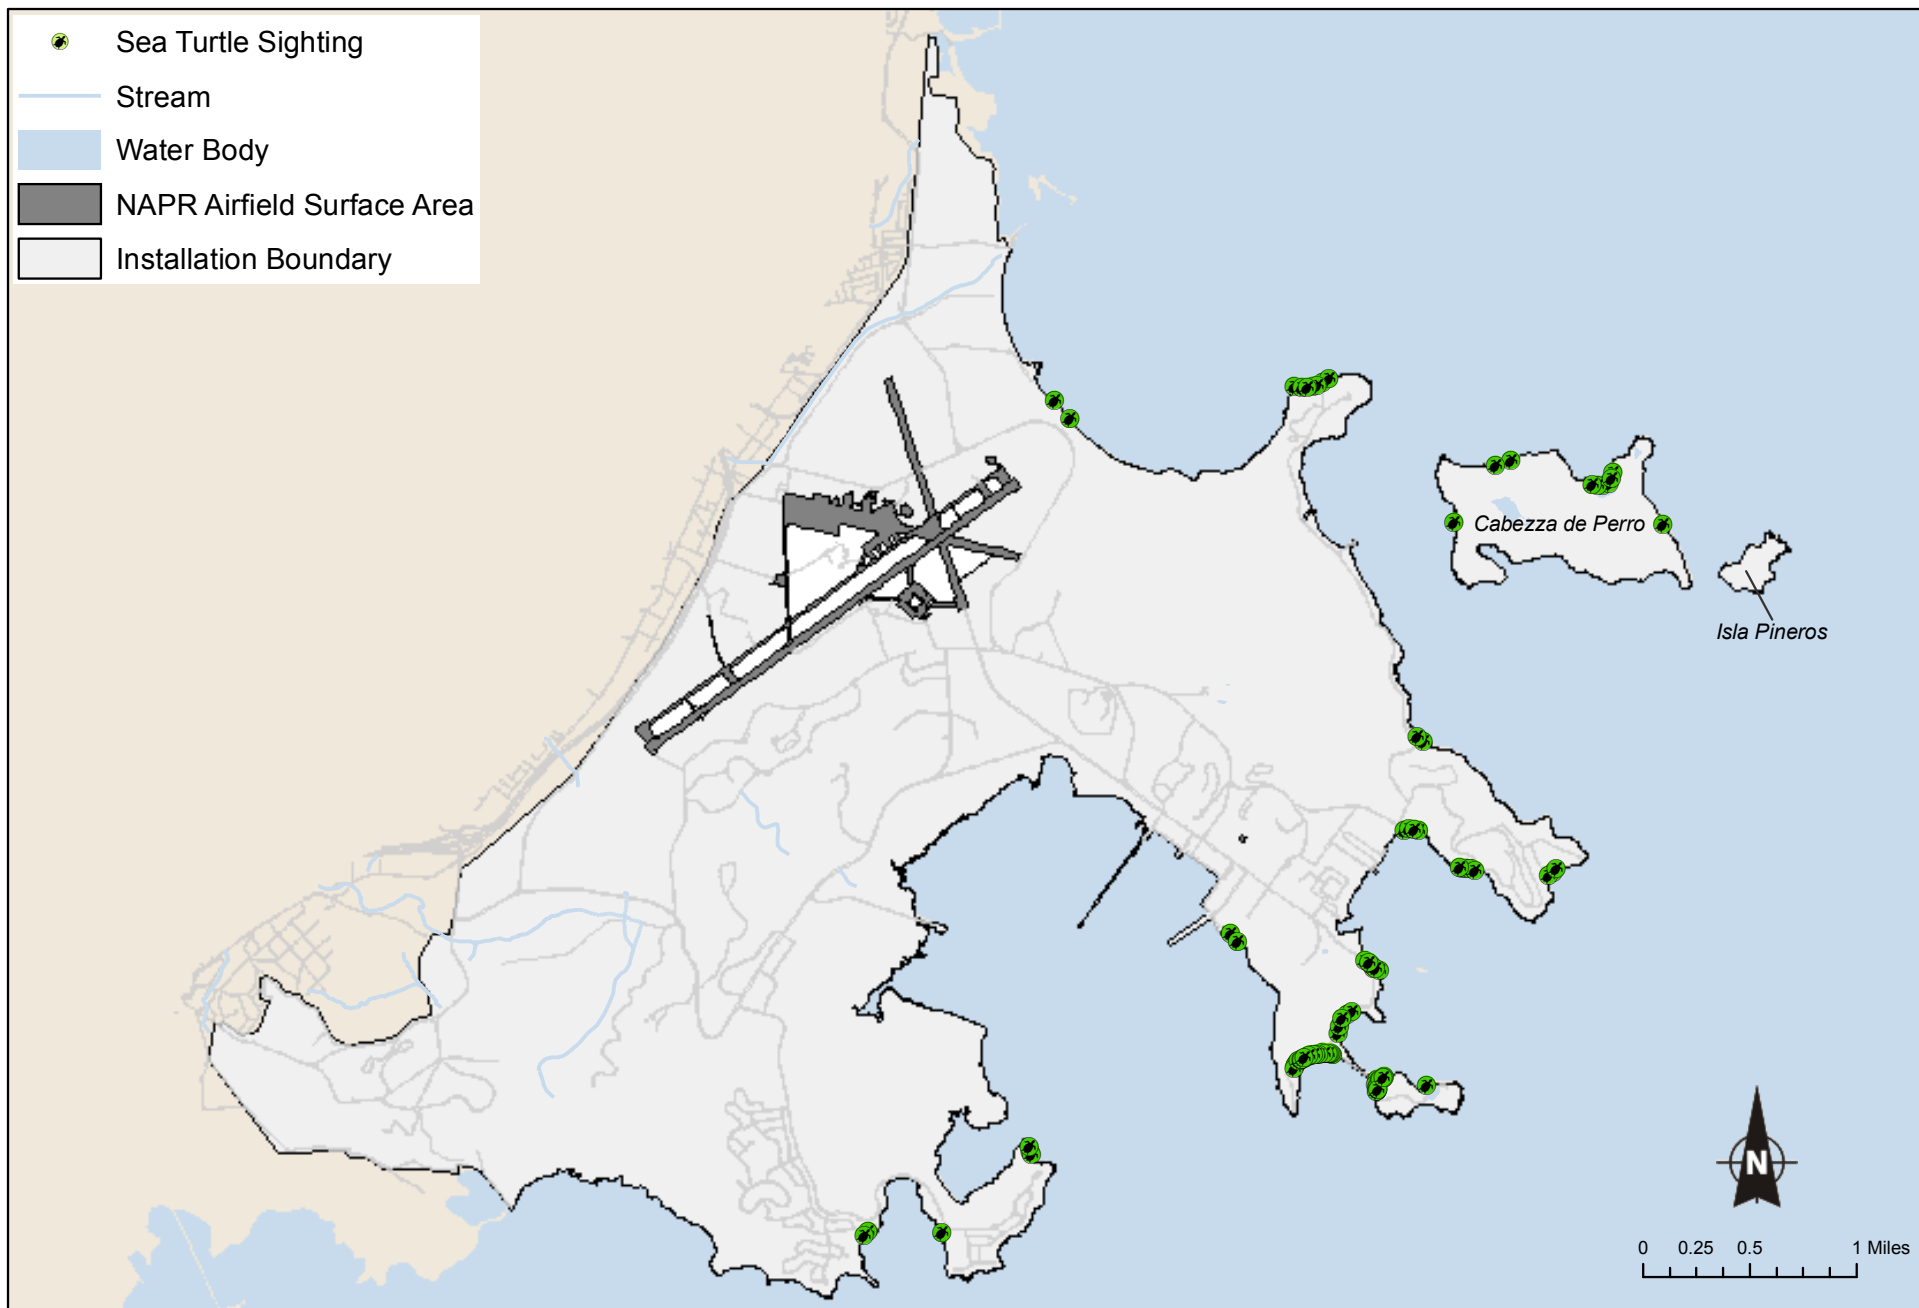 Sea Turtle Sighting
Stream
Water Body
NAPR Airfield Surface Area
Installation Boundary
Cabezza de Perro
Isla Pineros
N
0 0.25 0.5 1 Miles